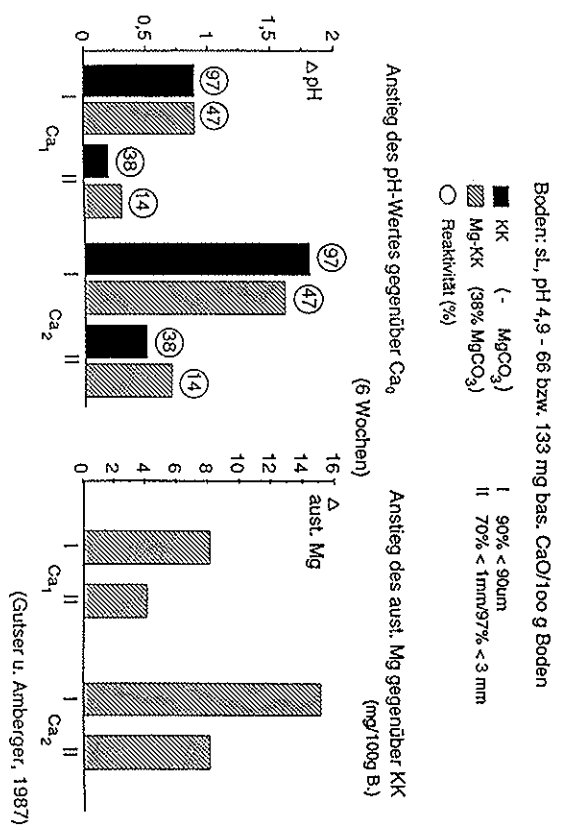 Boden: sL, pH 4,9 - 66 bzw. 133 mg bas. CaO/1oo g Boden
KK (- MgCO3)
Mg-KK (38% MgCO3)
Reaktivität (%)
I 90% < 90um
II 70% < 1mm/97% < 3 mm
Anstieg des pH-Wertes gegenüber Ca0
(6 Wochen)
Δ pH
2
1,5
1
0,5
0
97
47
38
14
97
47
38
14
I
II
I
II
Ca1
Ca2
Anstieg des aust. Mg gegenüber KK
(mg/100g B.)
Δ
aust. Mg
16
14
12
10
8
6
4
2
0
I
II
I
II
Ca1
Ca2
(Gutser u. Amberger, 1987)